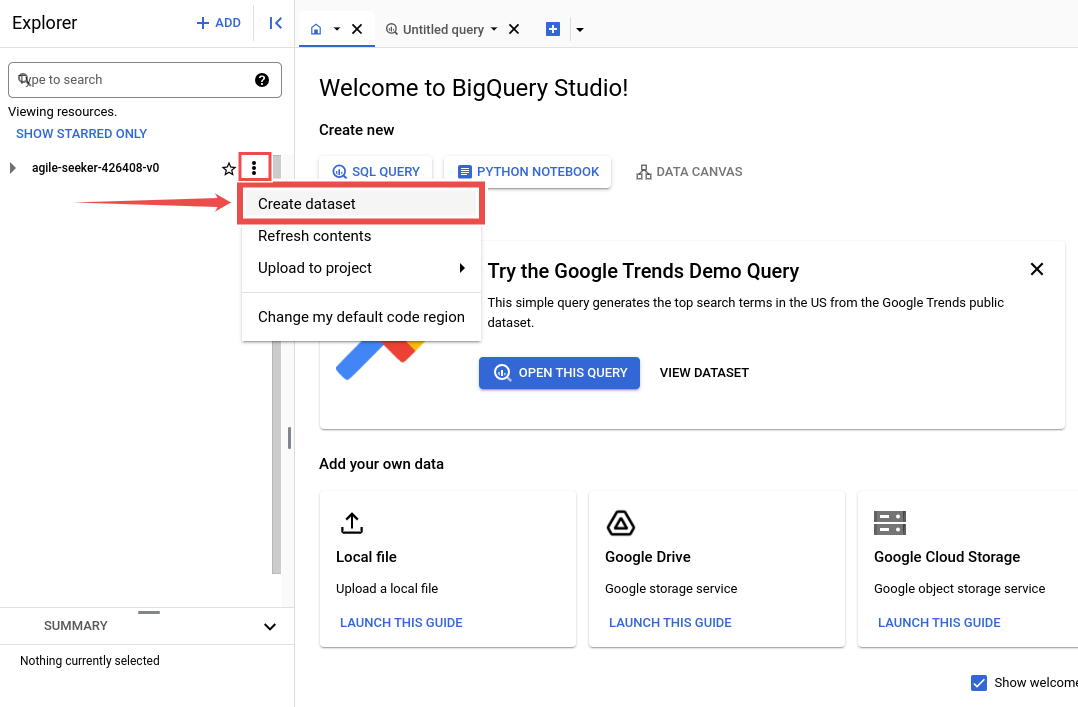 Explorer
ADD
Type to search
Viewing resources.
SHOW STARRED ONLY
agile-seeker-426408-v0
Create dataset
Refresh contents
Upload to project
Change my default code region
SUMMARY
Nothing currently selected
Untitled query
Welcome to BigQuery Studio!
Create new
SQL QUERY
PYTHON NOTEBOOK
DATA CANVAS
Try the Google Trends Demo Query
This simple query generates the top search terms in the US from the Google Trends public
dataset.
OPEN THIS QUERY
VIEW DATASET
Add your own data
Local file
Upload a local file
LAUNCH THIS GUIDE
Google Drive
Google storage service
LAUNCH THIS GUIDE
Google Cloud Storage
Google object storage service
LAUNCH THIS GUIDE
Show welcome